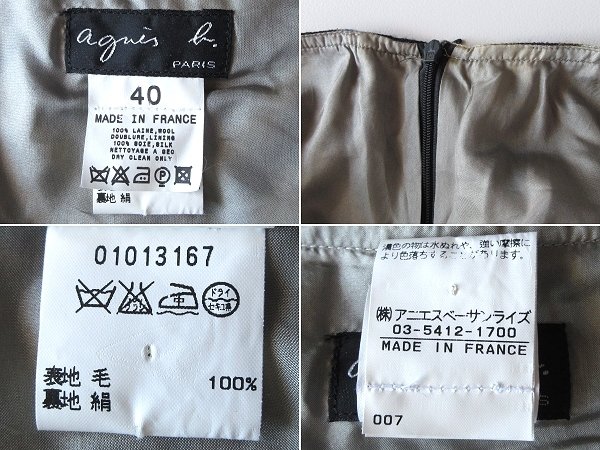 agnès b.
PARIS
40
MADE IN FRANCE
100% LAINE,WOOL
DOUBLURE,LINING
100% SOIE,SILK
NETTOYAGE A SEC
DRY CLEAN ONLY
裏地 絹
01013167
ドライ
セキユ系
表地 毛 100%
裏地 絹
濃色の物は水ぬれや、強い摩擦に
より色落ちすることがあります。
(株)アニエスベーサンライズ
03-5412-1700
MADE IN FRANCE
007